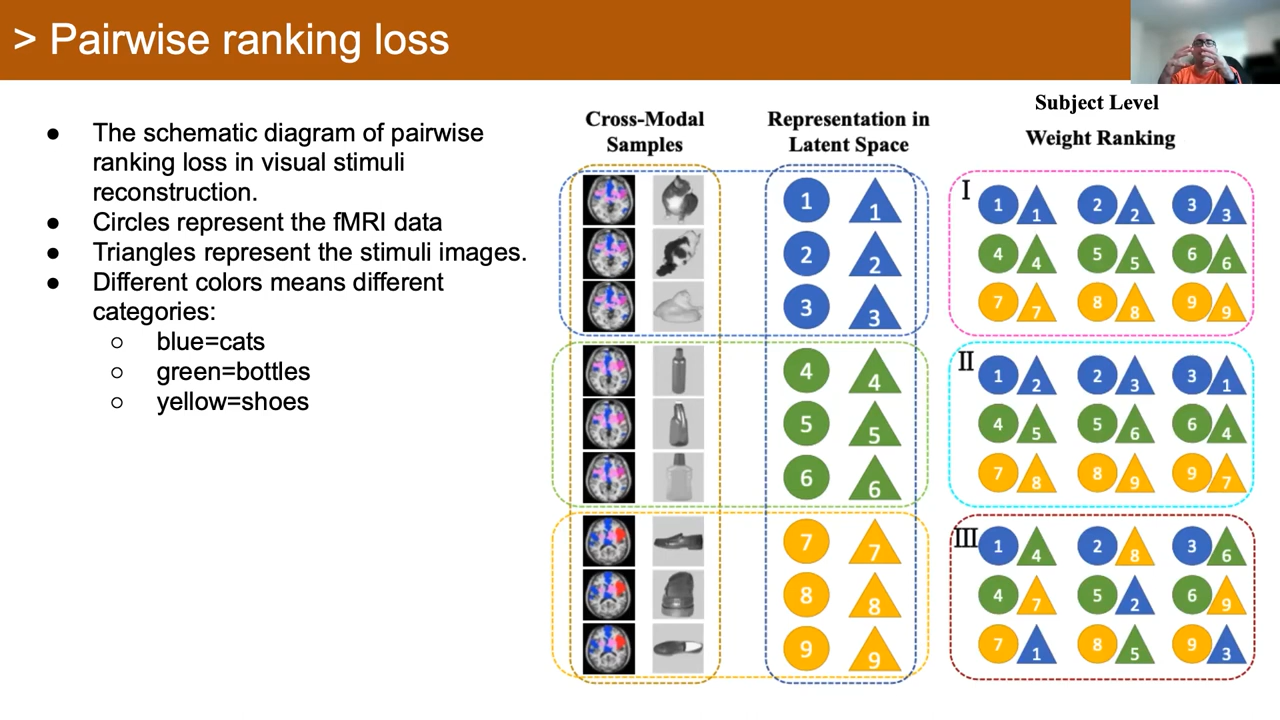 > Pairwise ranking loss
● The schematic diagram of pairwise
ranking loss in visual stimuli
reconstruction.
● Circles represent the fMRI data
● Triangles represent the stimuli images.
● Different colors means different
categories:
○ blue=cats
○ green=bottles
○ yellow=shoes
Cross-Modal
Samples
Representation in
Latent Space
1 1
2 2
3 3
4 4
5 5
6 6
7 7
8 8
9 9
Subject Level
Weight Ranking
I
1 1 2 2 3 3
4 4 5 5 6 6
7 7 8 8 9 9
II
1 2 2 3 3 1
4 5 5 6 6 4
7 8 8 9 9 7
III
1 4 2 8 3 6
4 7 5 2 6 9
7 1 8 5 9 3